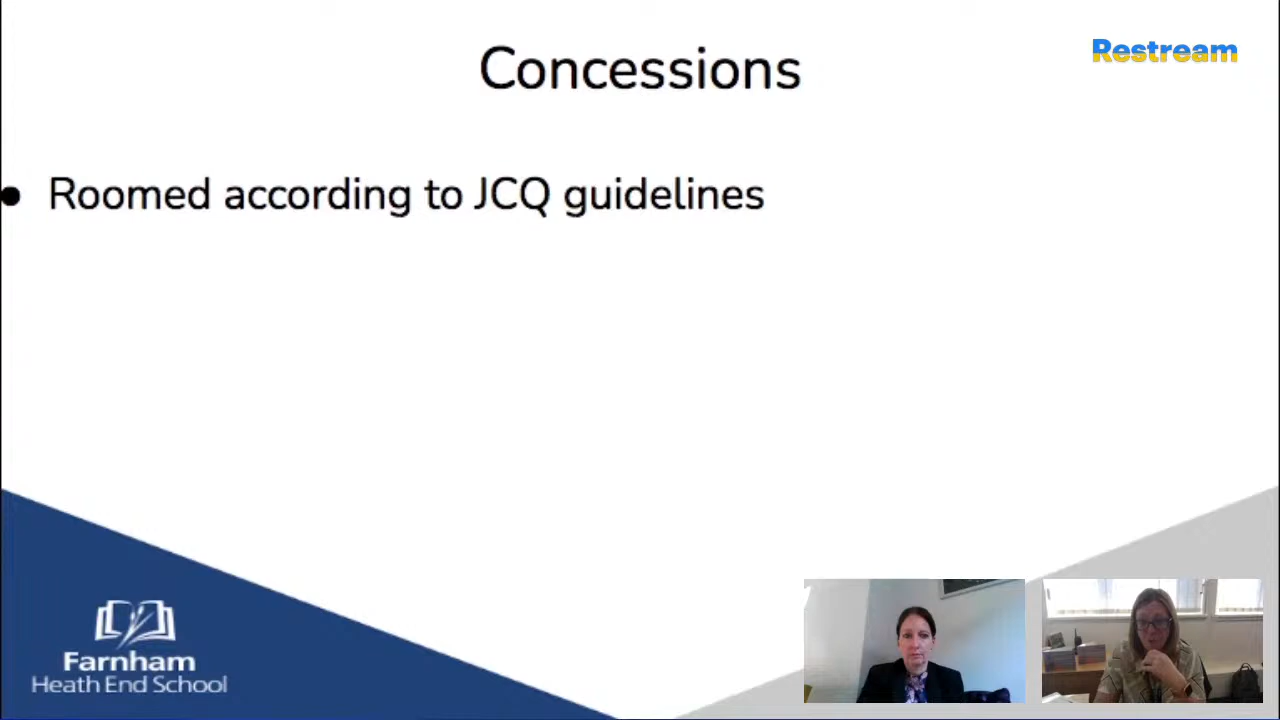 Concessions
Restream
● Roomed according to JCQ guidelines
Farnham
Heath End School